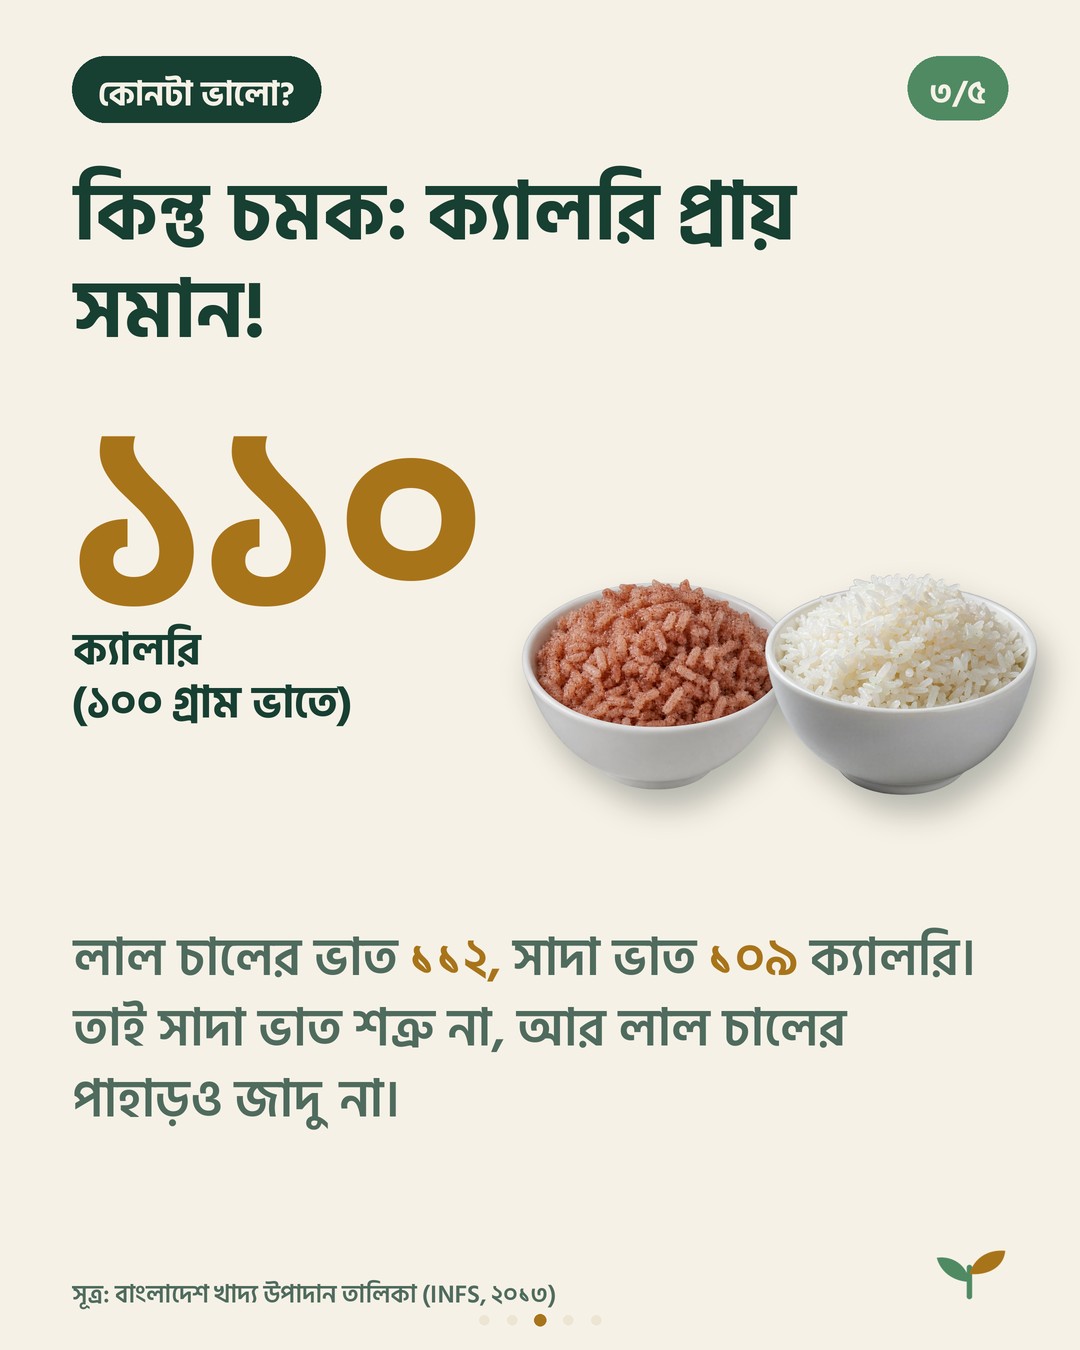 কোনটা ভালো?
৩/৫
কিন্তু চমক: ক্যালরি প্রায়
সমান!
১১০
ক্যালরি
(১০০ গ্রাম ভাতে)
লাল চালের ভাত ১১২, সাদা ভাত ১০৯ ক্যালরি।
তাই সাদা ভাত শত্রু না, আর লাল চালের
পাহাড়ও জাদু না।
সূত্র: বাংলাদেশ খাদ্য উপাদান তালিকা (INFS, ২০১৩)